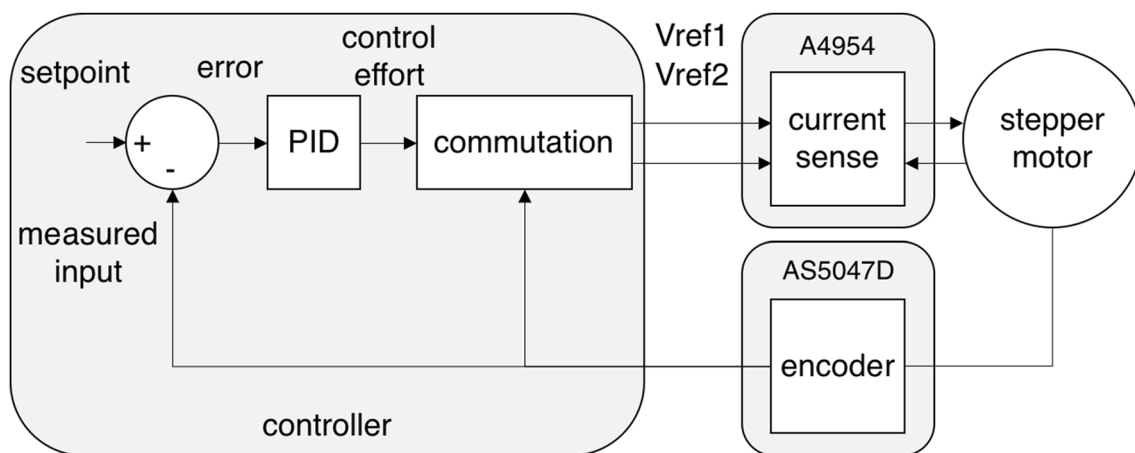 setpoint
error
control
effort
Vref1
Vref2
A4954
+
-
PID
commutation
current
sense
stepper
motor
measured
input
AS5047D
encoder
controller